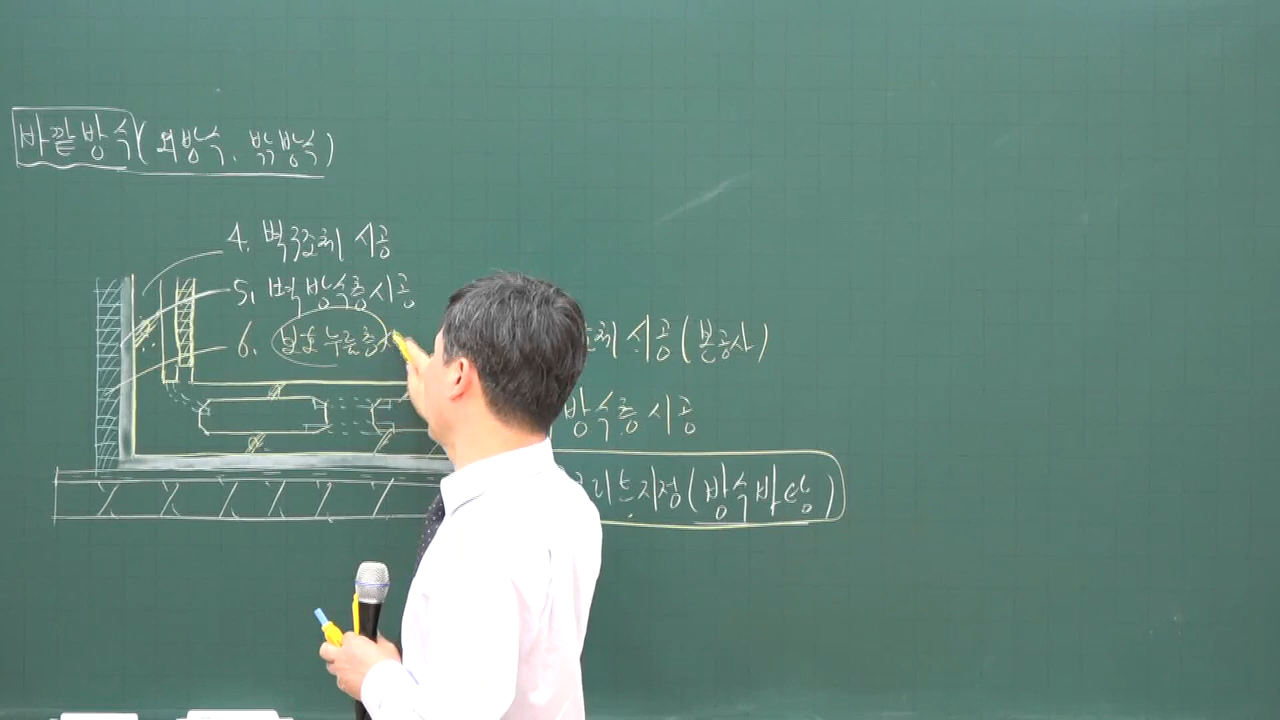 바깥방수(외방수, 밖방수)
4. 벽구조체 시공
5. 벽 방수층 시공
6. 보호누름층
체 시공(본공사)
방수층 시공
리트지정(방수바탕)